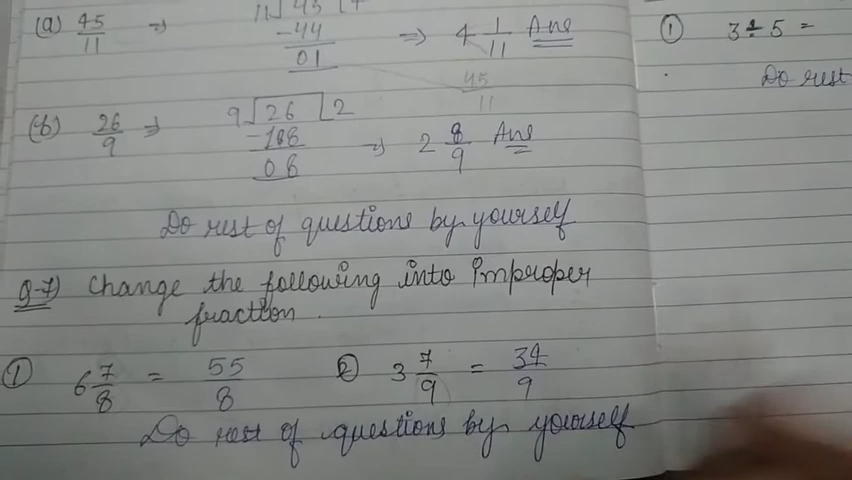 (a) 45/11 ⇒ 11√45 4
-44
01
⇒ 4 1/11 Ans
45
11
(b) 26/9 ⇒ 9√26 2
-18
08
⇒ 2 8/9 Ans
Do rest of questions by yourself
Q-7) Change the following into improper
fraction.
① 6 7/8 = 55/8 ② 3 7/9 = 34/9
Do rest of questions by yourself
① 3 ÷ 5 =
Do rest